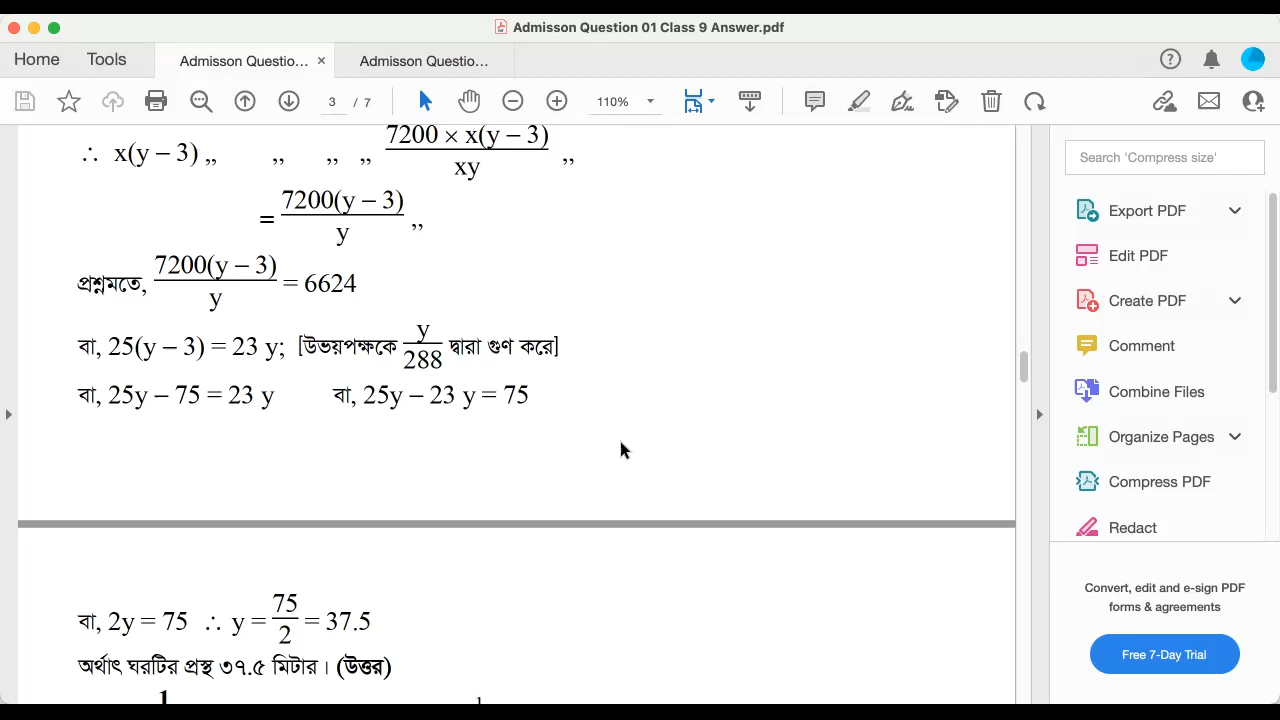 Admisson Question 01 Class 9 Answer.pdf
Home Tools Admisson Questio... × Admisson Questio...
3 / 7 110%
∴ x(y – 3) ,, ,, ,, ,, 7200 × x(y – 3) / xy ,,
= 7200(y – 3) / y ,,
প্রশ্নমতে, 7200(y – 3) / y = 6624
বা, 25(y – 3) = 23 y; [উভয়পক্ষকে y / 288 দ্বারা গুণ করে]
বা, 25y – 75 = 23 y বা, 25y – 23 y = 75
বা, 2y = 75 ∴ y = 75 / 2 = 37.5
অর্থাৎ ঘরটির প্রস্থ ৩৭.৫ মিটার। (উত্তর)
Search 'Compress size'
Export PDF
Edit PDF
Create PDF
Comment
Combine Files
Organize Pages
Compress PDF
Redact
Convert, edit and e-sign PDF
forms & agreements
Free 7-Day Trial